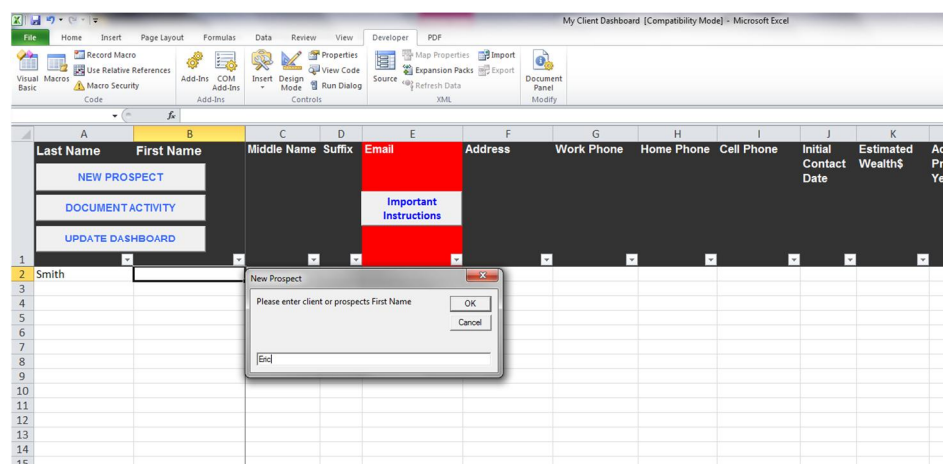 My Client Dashboard [Compatibility Mode] - Microsoft Excel
File Home Insert Page Layout Formulas Data Review View Developer PDF
Visual Basic
Macros
Record Macro
Use Relative References
Macro Security
Code
Add-Ins
COM Add-Ins
Add-Ins
Insert
Design Mode
Properties
View Code
Run Dialog
Controls
Source
Map Properties
Expansion Packs
Refresh Data
Import
Export
XML
Document Panel
Modify
fx
A B C D E F G H I J K
Last Name First Name Middle Name Suffix Email Address Work Phone Home Phone Cell Phone Initial Estimated
Contact Wealth$
Date
NEW PROSPECT
DOCUMENT ACTIVITY
UPDATE DASHBOARD
Important
Instructions
1
2 Smith
3
4
5
6
7
8
9
10
11
12
13
14
15
New Prospect
Please enter client or prospects First Name
OK
Cancel
Eric